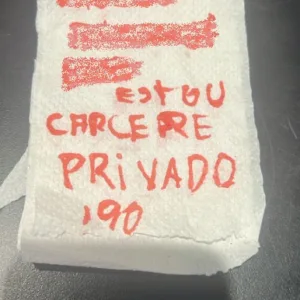 ESTOU
CARCERE
PRIVADO
190